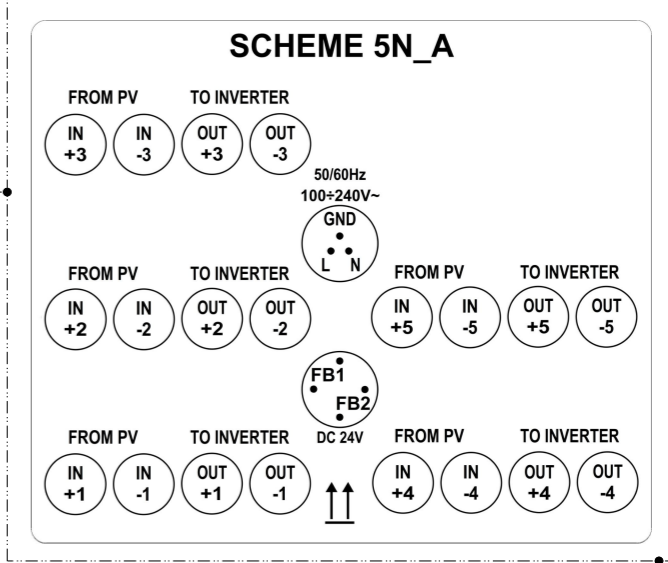 SCHEME 5N_A
FROM PV TO INVERTER
IN +3 IN -3 OUT +3 OUT -3
50/60Hz
100÷240V~
GND
L N
FROM PV TO INVERTER
IN +2 IN -2 OUT +2 OUT -2
FROM PV TO INVERTER
IN +5 IN -5 OUT +5 OUT -5
FB1
FB2
DC 24V
FROM PV TO INVERTER
IN +1 IN -1 OUT +1 OUT -1
FROM PV TO INVERTER
IN +4 IN -4 OUT +4 OUT -4